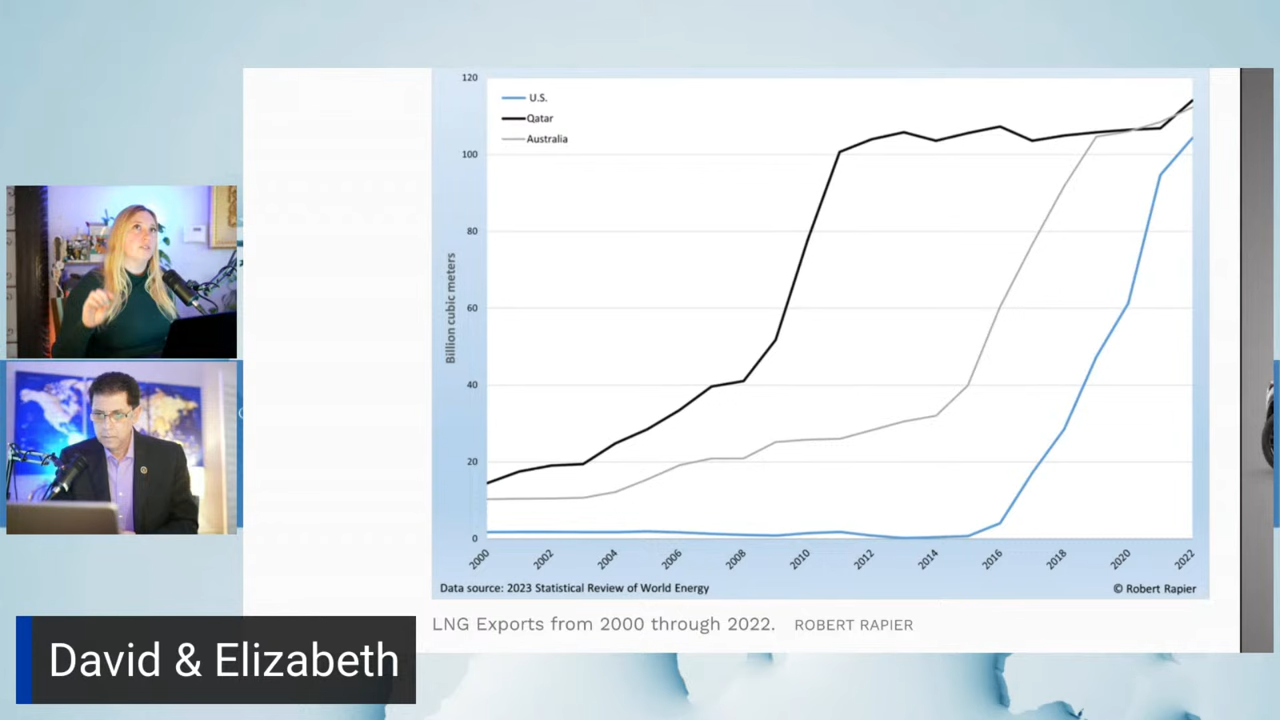 120
100
80
60
40
20
0
Billion cubic meters
U.S.
Qatar
Australia
2000
2002
2004
2006
2008
2010
2012
2014
2016
2018
2020
2022
Data source: 2023 Statistical Review of World Energy
© Robert Rapier
LNG Exports from 2000 through 2022. ROBERT RAPIER
David & Elizabeth